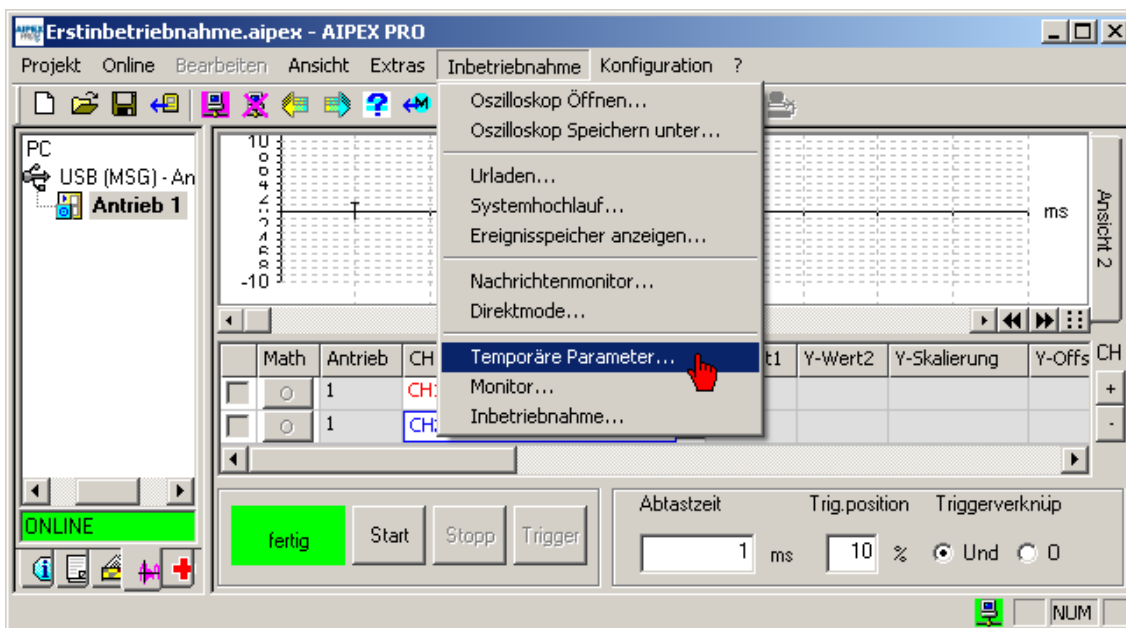 Erstinbetriebnahme.aipex - AIPEX PRO
Projekt Online Bearbeiten Ansicht Extras Inbetriebnahme Konfiguration ?
Oszilloskop Öffnen...
Oszilloskop Speichern unter...
Urladen...
Systemhochlauf...
Ereignisspeicher anzeigen...
Nachrichtenmonitor...
Direktmode...
Temporäre Parameter...
Monitor...
Inbetriebnahme...
PC
USB (MSG) - An
Antrieb 1
10
-10
T
ms
Ansicht 2
Math Antrieb CH t1 Y-Wert2 Y-Skalierung Y-Offs CH
1 CH1 +
1 CH2 -
ONLINE
fertig Start Stopp Trigger
Abtastzeit Trig.position Triggerverknüp
1 ms 10 % Und O
NUM